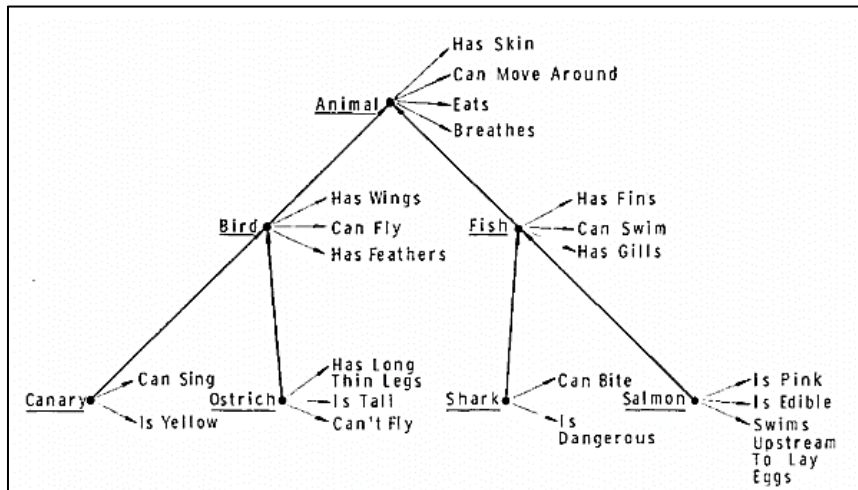 Has Skin
Can Move Around
Animal
Eats
Breathes
Has Wings
Bird
Can Fly
Has Feathers
Has Fins
Fish
Can Swim
Has Gills
Canary
Can Sing
Is Yellow
Ostrich
Has Long
Thin Legs
Is Tall
Can't Fly
Shark
Can Bite
Is
Dangerous
Salmon
Is Pink
Is Edible
Swims
Upstream
To Lay
Eggs